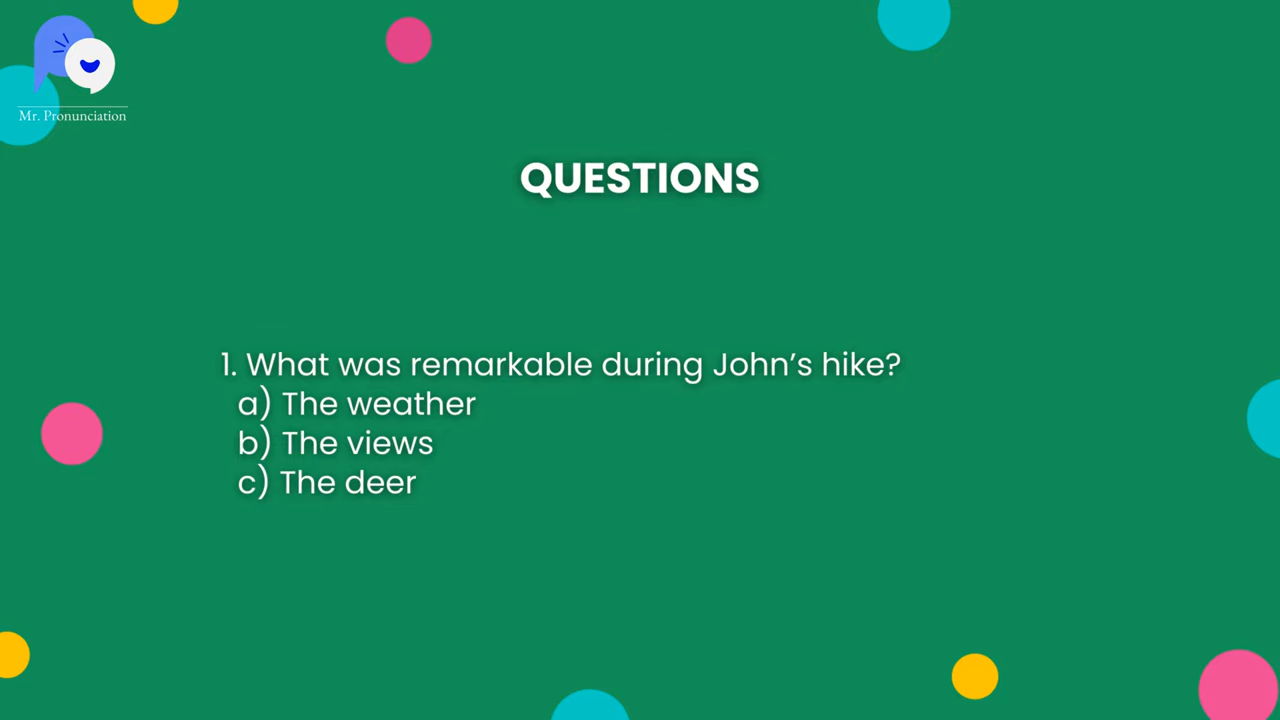 Mr. Pronunciation
QUESTIONS
1. What was remarkable during John’s hike?
a) The weather
b) The views
c) The deer